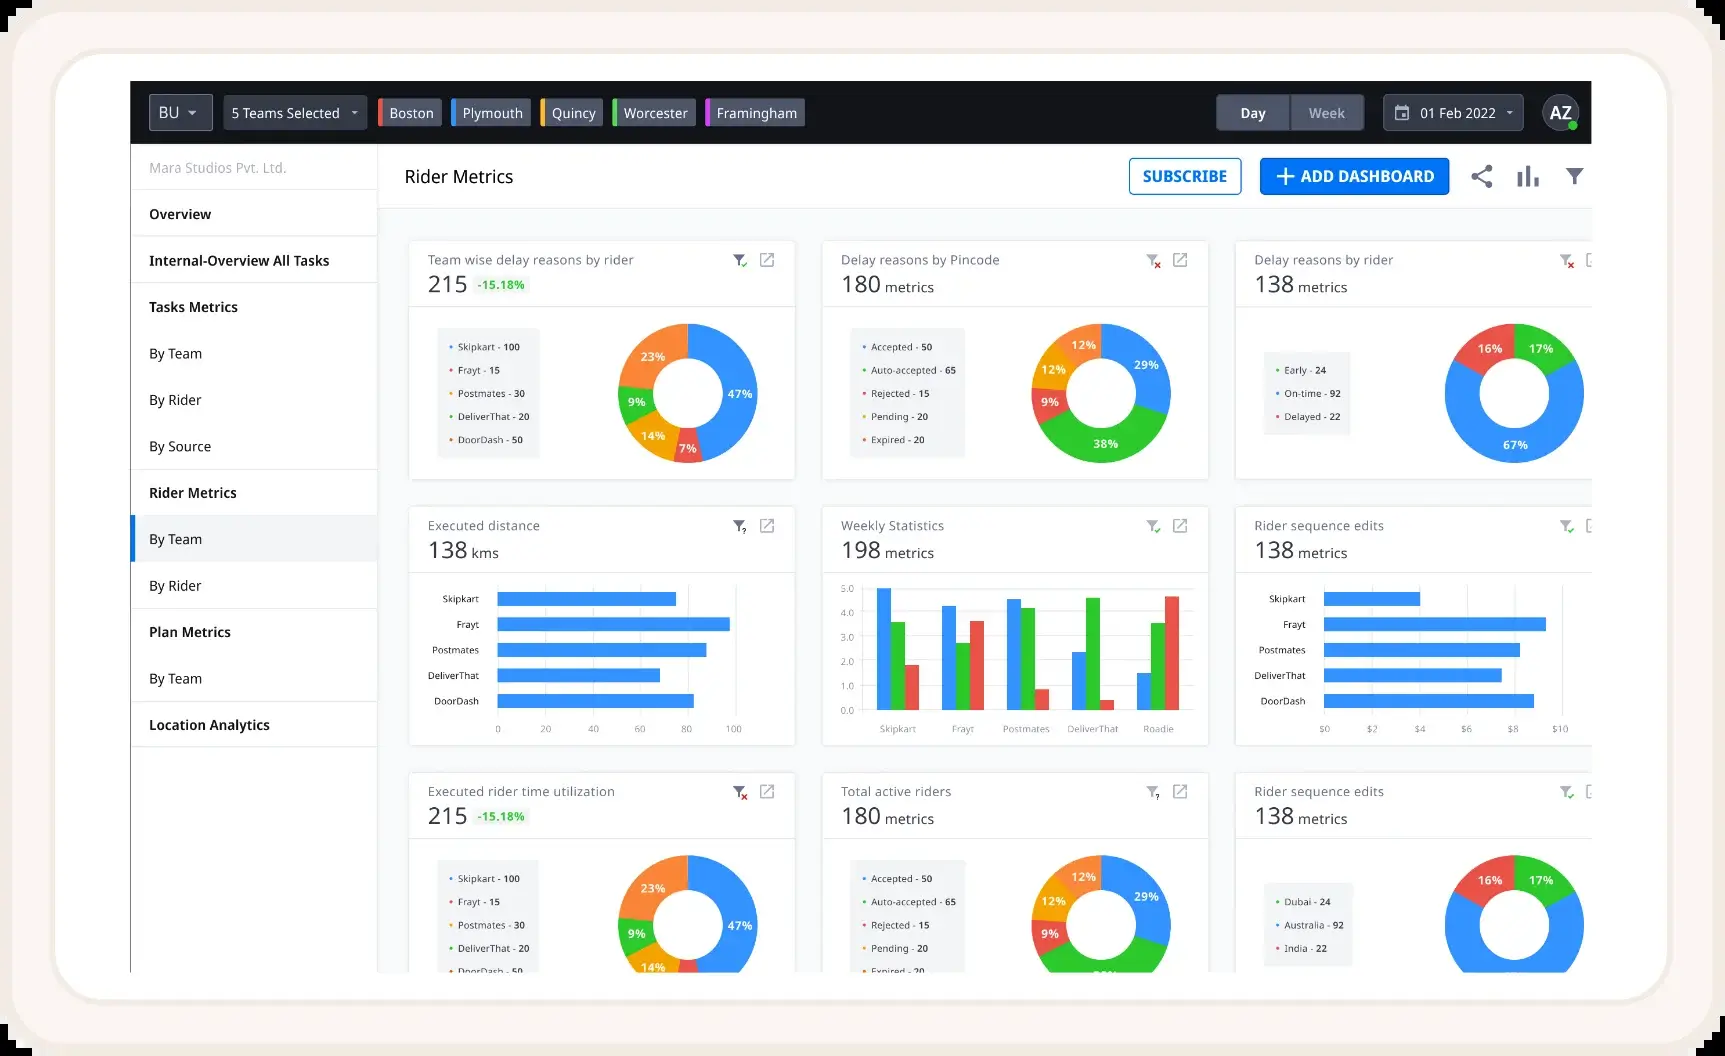 BU 5 Teams Selected Boston Plymouth Quincy Worcester Framingham Day Week 01 Feb 2022 AZ
Mara Studios Pvt. Ltd.
Overview
Internal-Overview All Tasks
Tasks Metrics
By Team
By Rider
By Source
Rider Metrics
By Team
By Rider
Plan Metrics
By Team
Location Analytics
Rider Metrics SUBSCRIBE + ADD DASHBOARD
Team wise delay reasons by rider
215 -15.18%
Skipkart - 100
Frayt - 15
Postmates - 30
DeliverThat - 20
DoorDash - 50
23%
47%
9%
14%
7%
Delay reasons by Pincode
180 metrics
Accepted - 50
Auto-accepted - 65
Rejected - 15
Pending - 20
Expired - 20
12%
29%
12%
9%
38%
Delay reasons by rider
138 metrics
Early - 24
On-time - 92
Delayed - 22
16% 17%
67%
Executed distance
138 kms
Skipkart
Frayt
Postmates
DeliverThat
DoorDash
0 20 40 60 80 100
Weekly Statistics
198 metrics
5.0
4.0
3.0
2.0
1.0
0.0
Skipkart Frayt Postmates DeliverThat Roadie
Rider sequence edits
138 metrics
Skipkart
Frayt
Postmates
DeliverThat
DoorDash
$0 $2 $4 $6 $8 $10
Executed rider time utilization
215 -15.18%
Skipkart - 100
Frayt - 15
Postmates - 30
DeliverThat - 20
DoorDash - 50
23%
47%
9%
14%
Total active riders
180 metrics
Accepted - 50
Auto-accepted - 65
Rejected - 15
Pending - 20
Expired - 20
12%
29%
12%
9%
Rider sequence edits
138 metrics
Dubai - 24
Australia - 92
India - 22
16% 17%